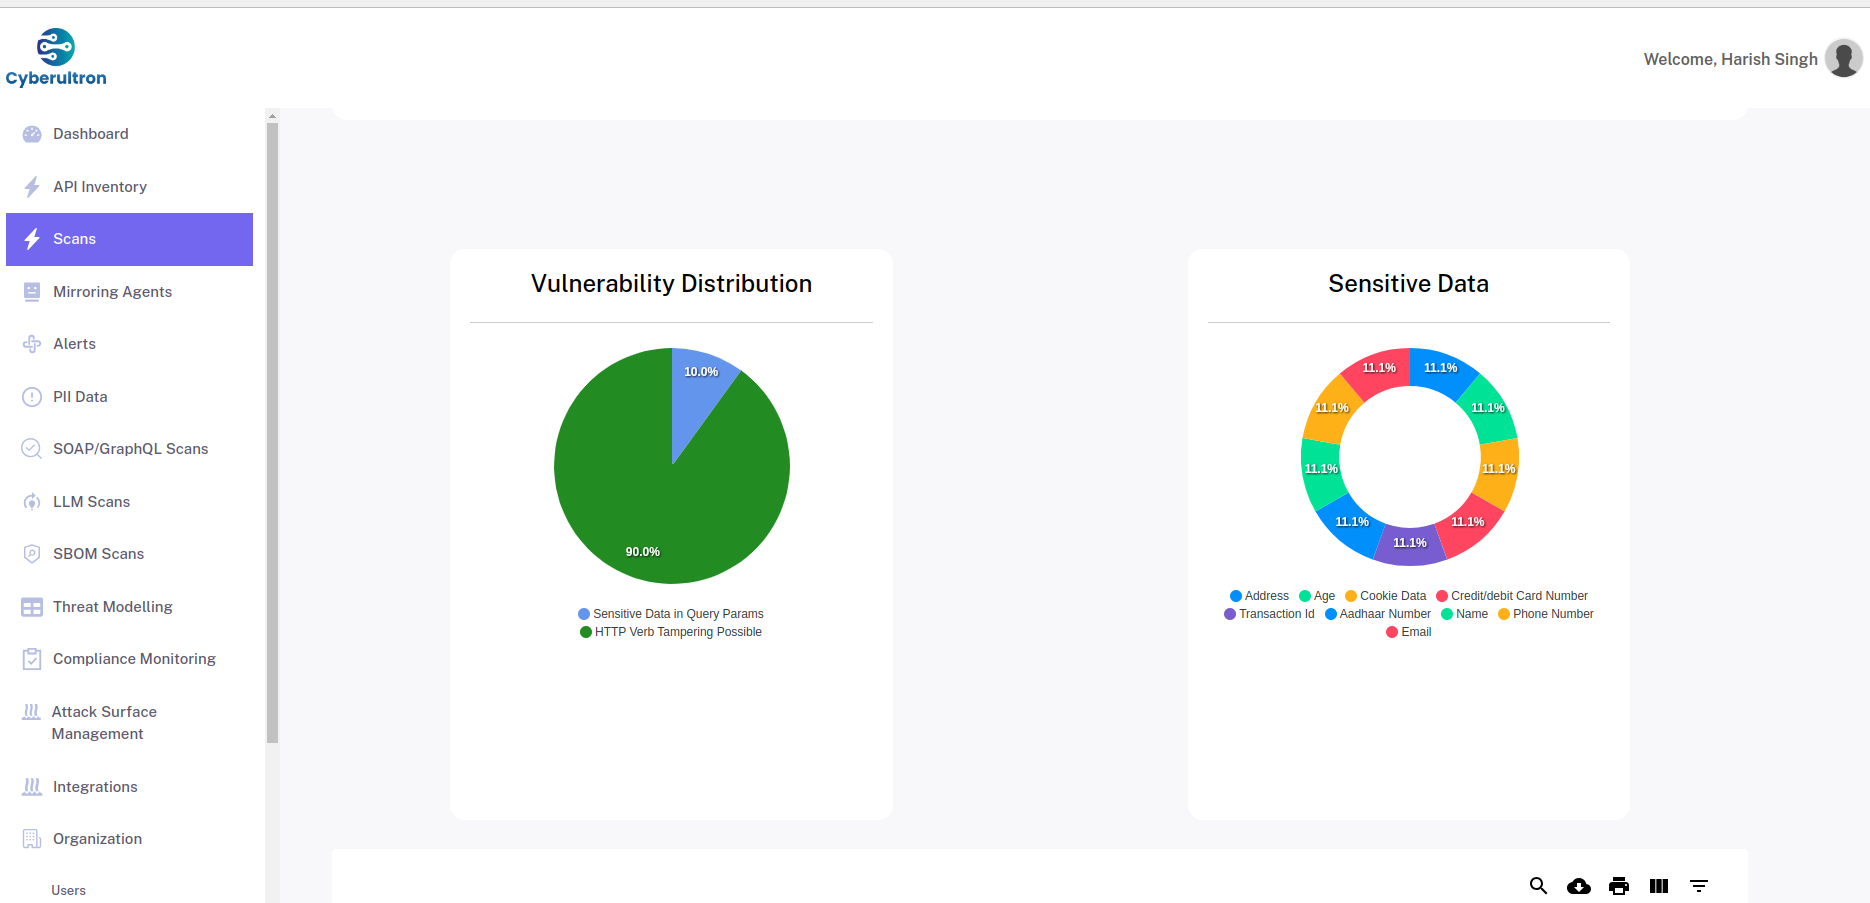 Cyberultron
Welcome, Harish Singh
Dashboard
API Inventory
Scans
Mirroring Agents
Alerts
PII Data
SOAP/GraphQL Scans
LLM Scans
SBOM Scans
Threat Modelling
Compliance Monitoring
Attack Surface
Management
Integrations
Organization
Users
Vulnerability Distribution
10.0%
90.0%
Sensitive Data in Query Params
HTTP Verb Tampering Possible
Sensitive Data
11.1% 11.1%
11.1% 11.1%
11.1% 11.1%
11.1% 11.1%
11.1%
Address Age Cookie Data Credit/debit Card Number
Transaction Id Aadhaar Number Name Phone Number
Email